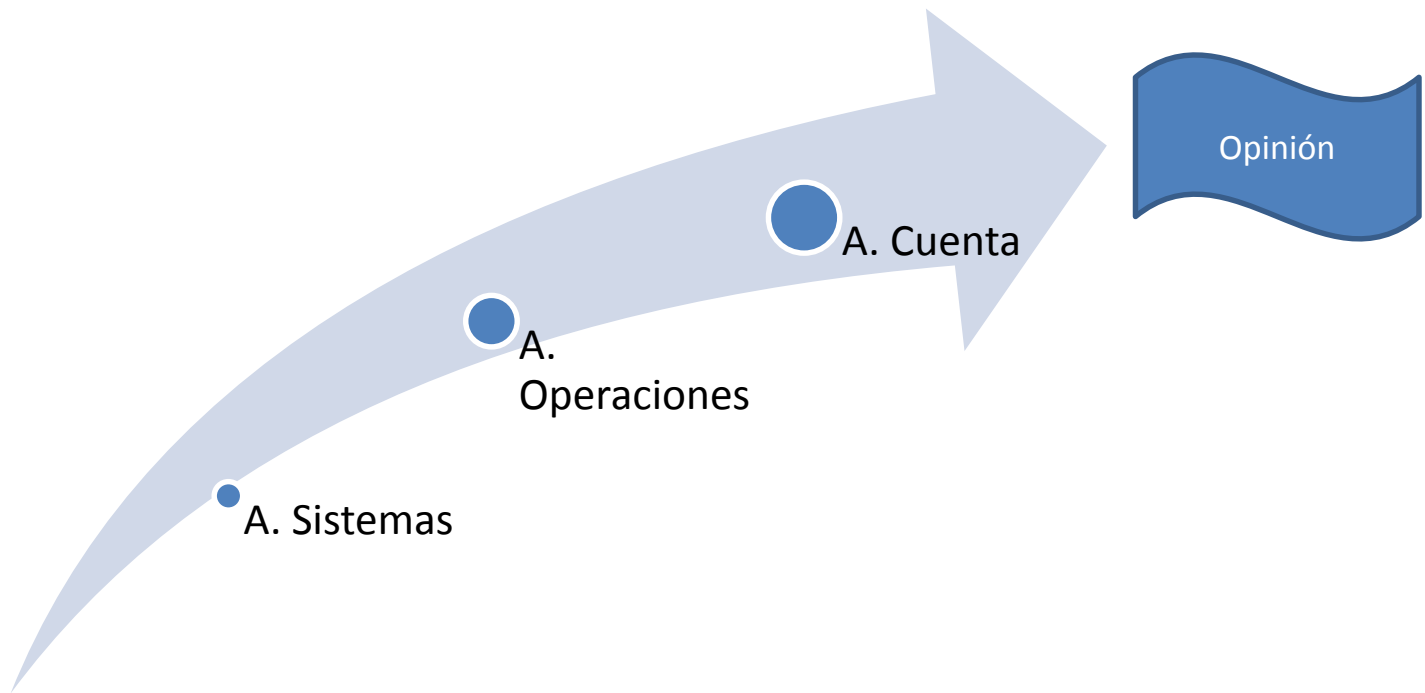 Opinión
A. Cuenta
A.
Operaciones
A. Sistemas